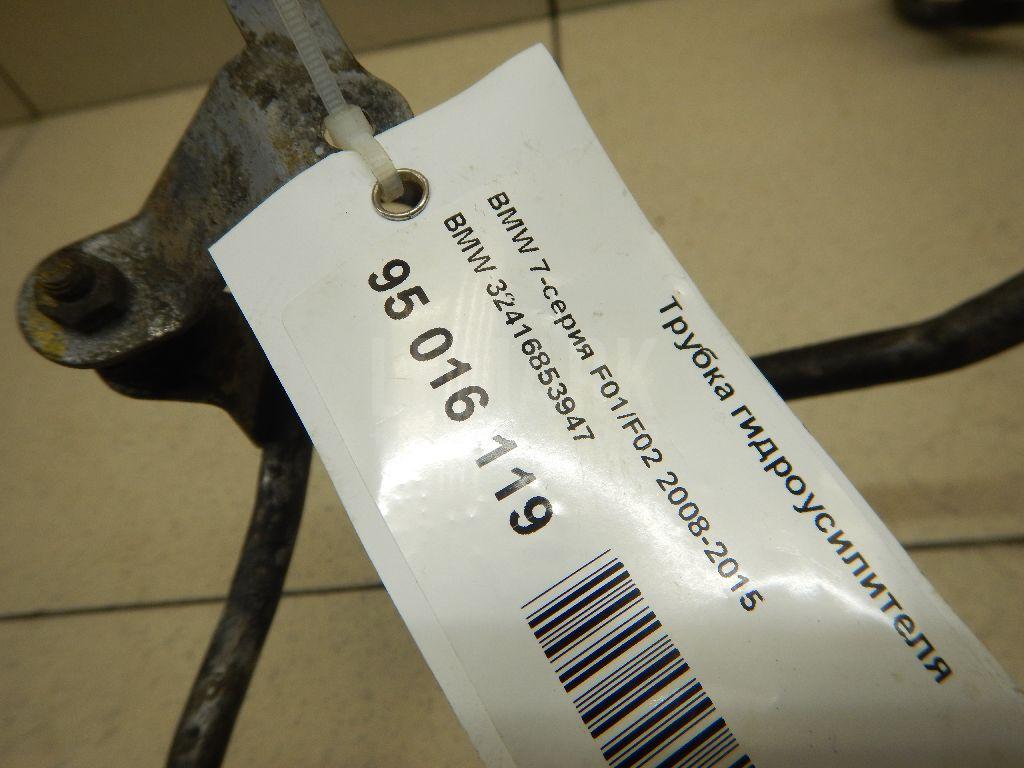 Трубка гидроусилителя
BMW 7-серия F01/F02 2008-2015
BMW 32416853947
95 016 119